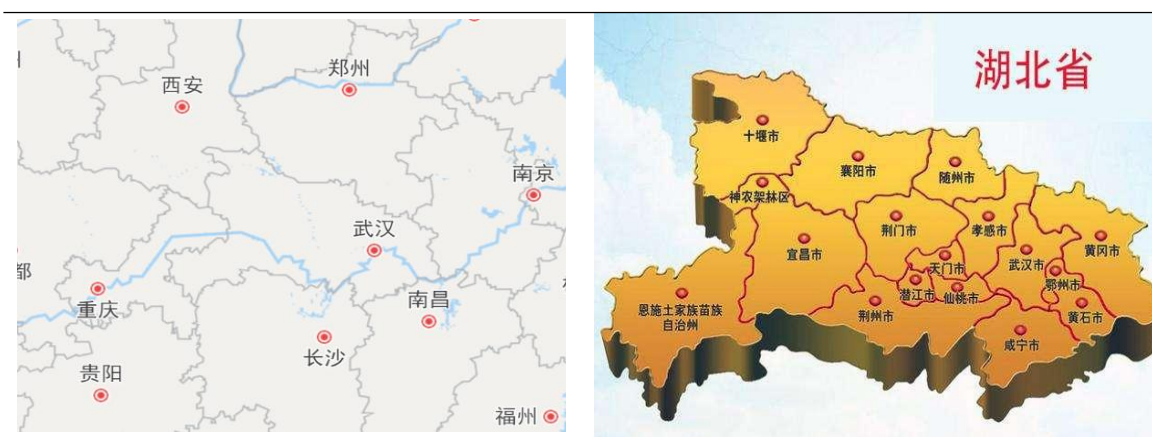 郑州
西安
南京
武汉
都
重庆
南昌
长沙
贵阳
福州
湖北省
十堰市
襄阳市
随州市
神农架林区
荆门市
孝感市
宜昌市
武汉市
黄冈市
天门市
鄂州市
潜江市
仙桃市
恩施土家族苗族
自治州
荆州市
黄石市
咸宁市